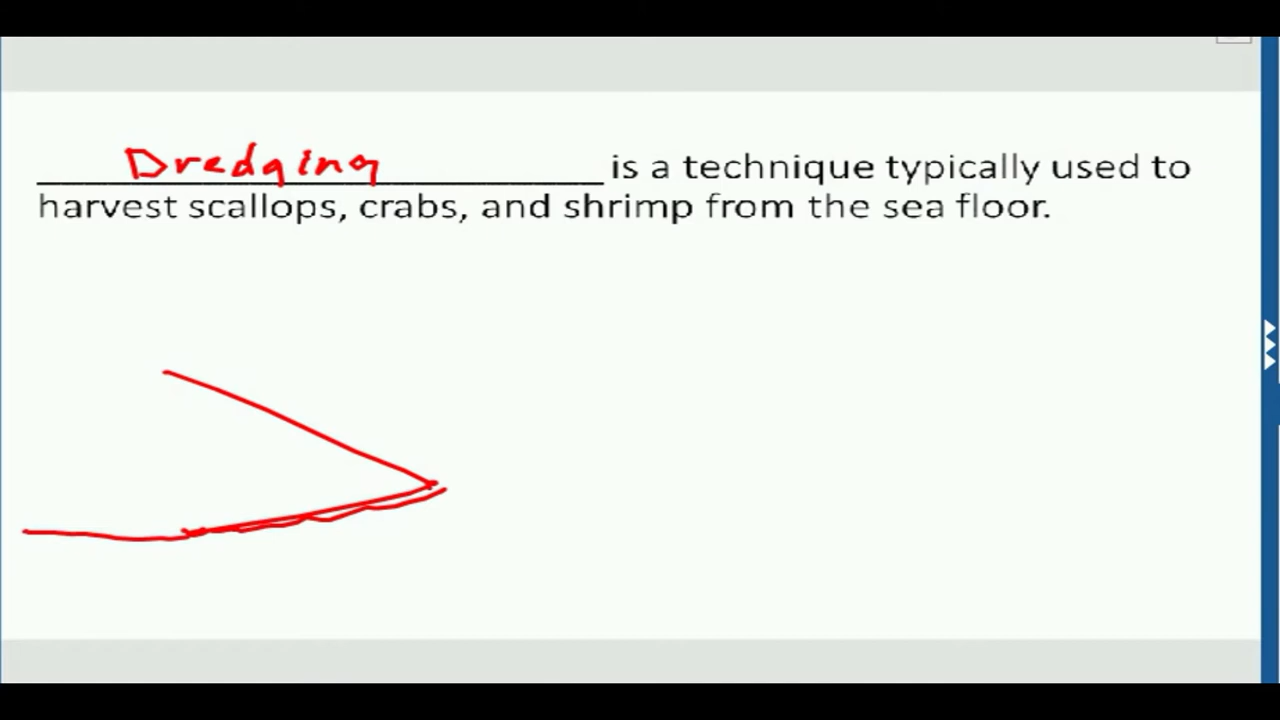 Dredging is a technique typically used to
harvest scallops, crabs, and shrimp from the sea floor.